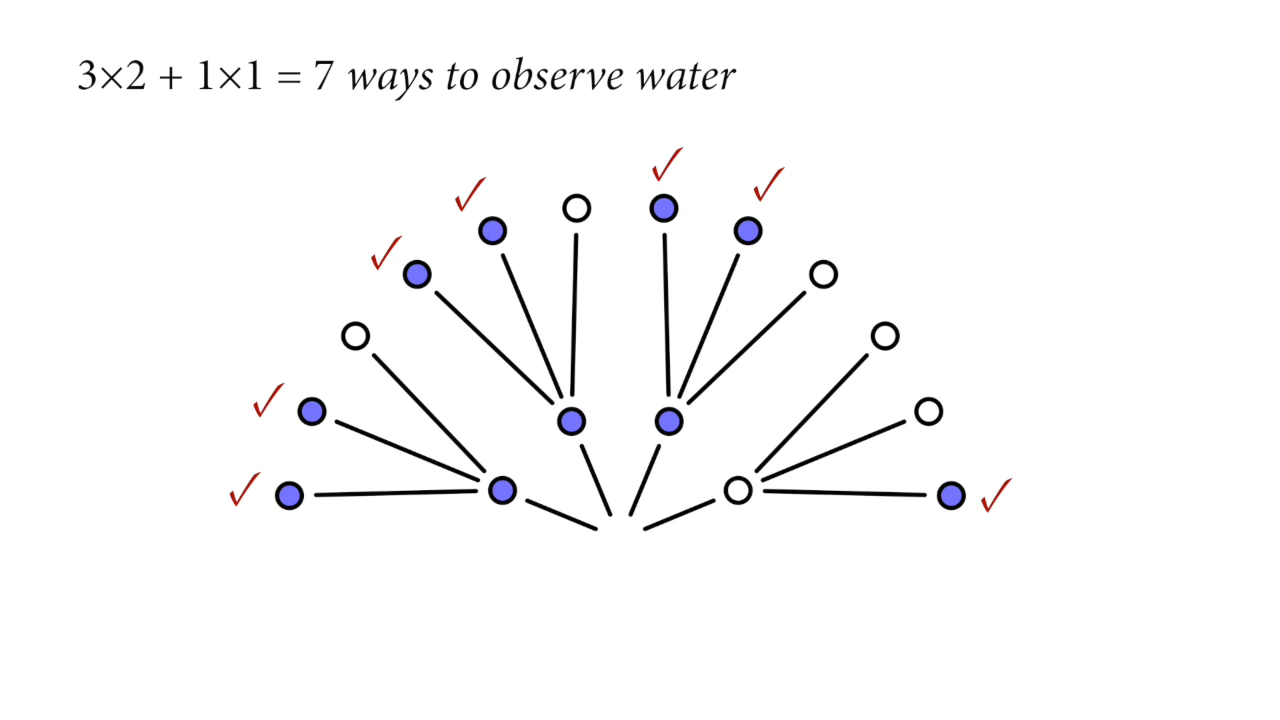 3×2 + 1×1 = 7 ways to observe water